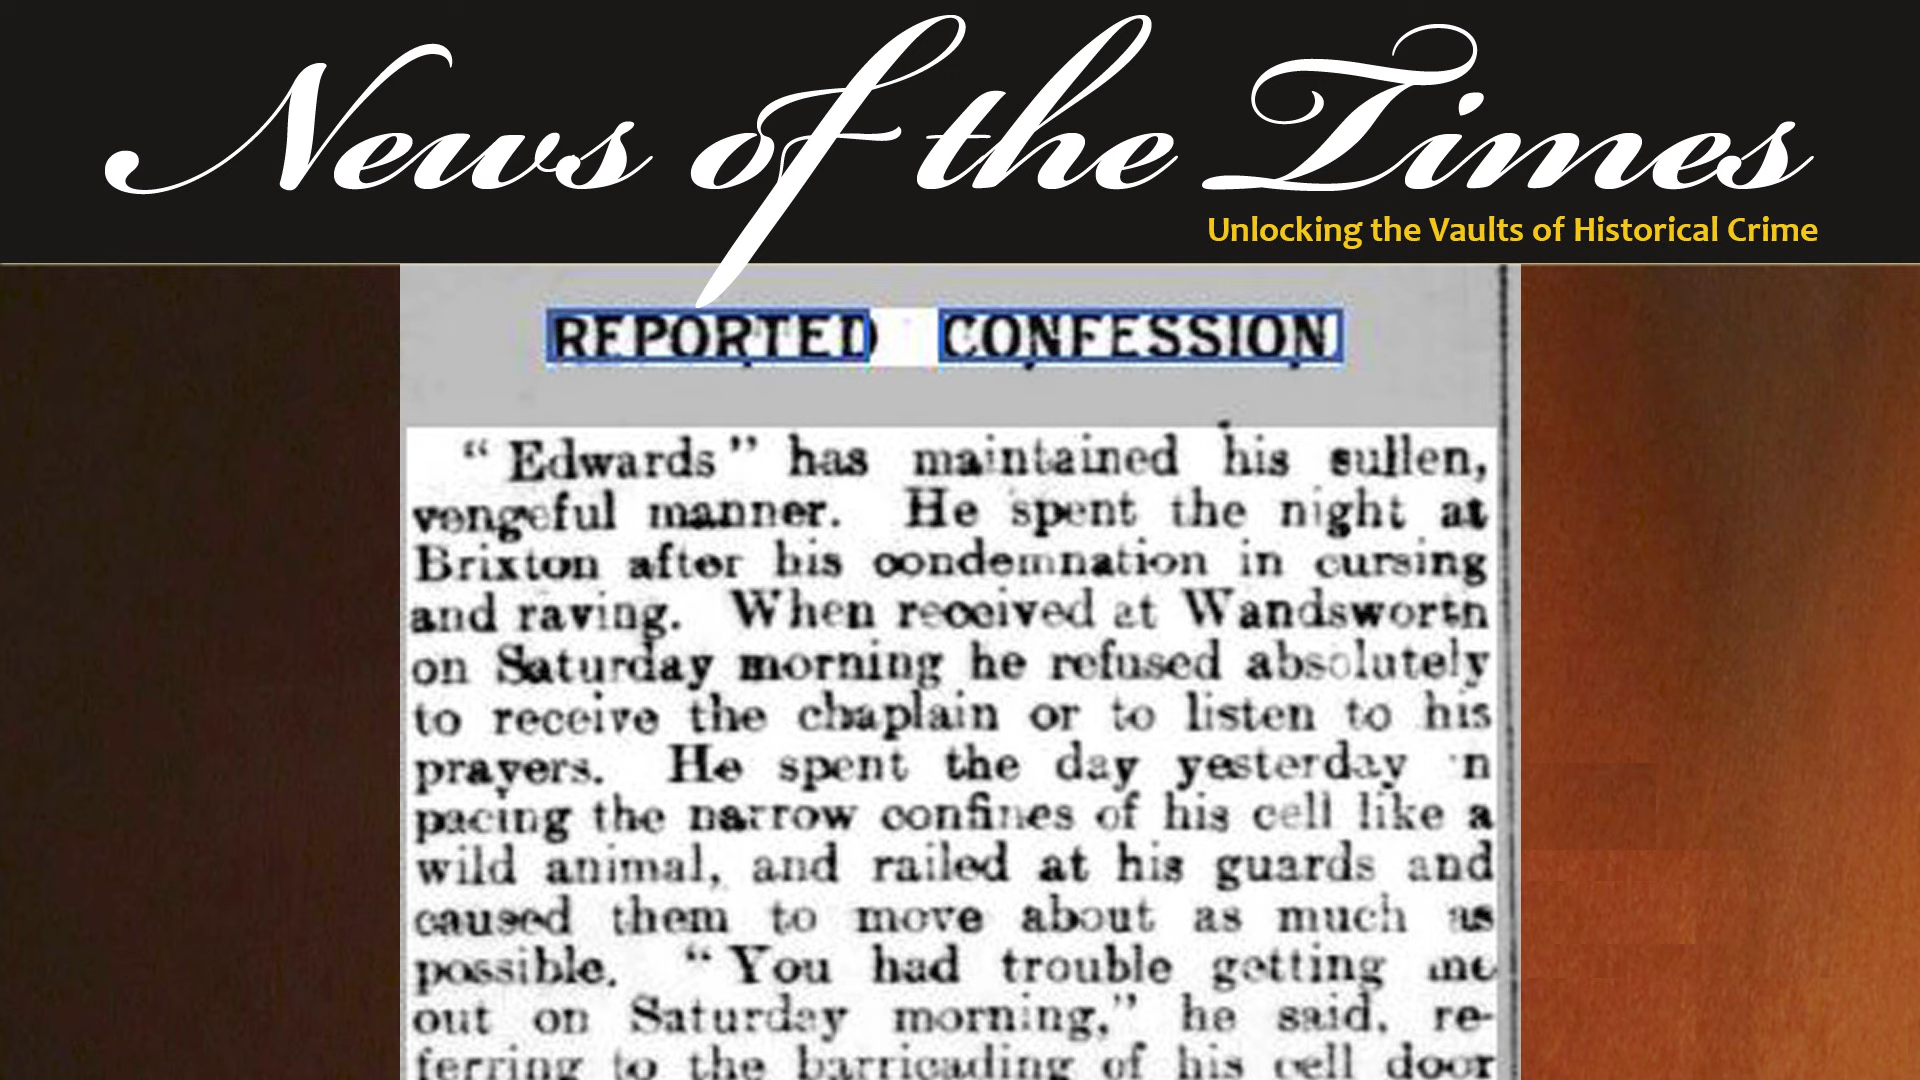 News of the Times
Unlocking the Vaults of Historical Crime
REPORTED CONFESSION
“Edwards” has maintained his sullen,
vengeful manner. He spent the night at
Brixton after his condemnation in cursing
and raving. When received at Wandsworth
on Saturday morning he refused absolutely
to receive the chaplain or to listen to his
prayers. He spent the day yesterday in
pacing the narrow confines of his cell like a
wild animal, and railed at his guards and
caused them to move about as much as
possible. “You had trouble getting me
out on Saturday morning,” he said, re-
ferring to the barricading of his cell door